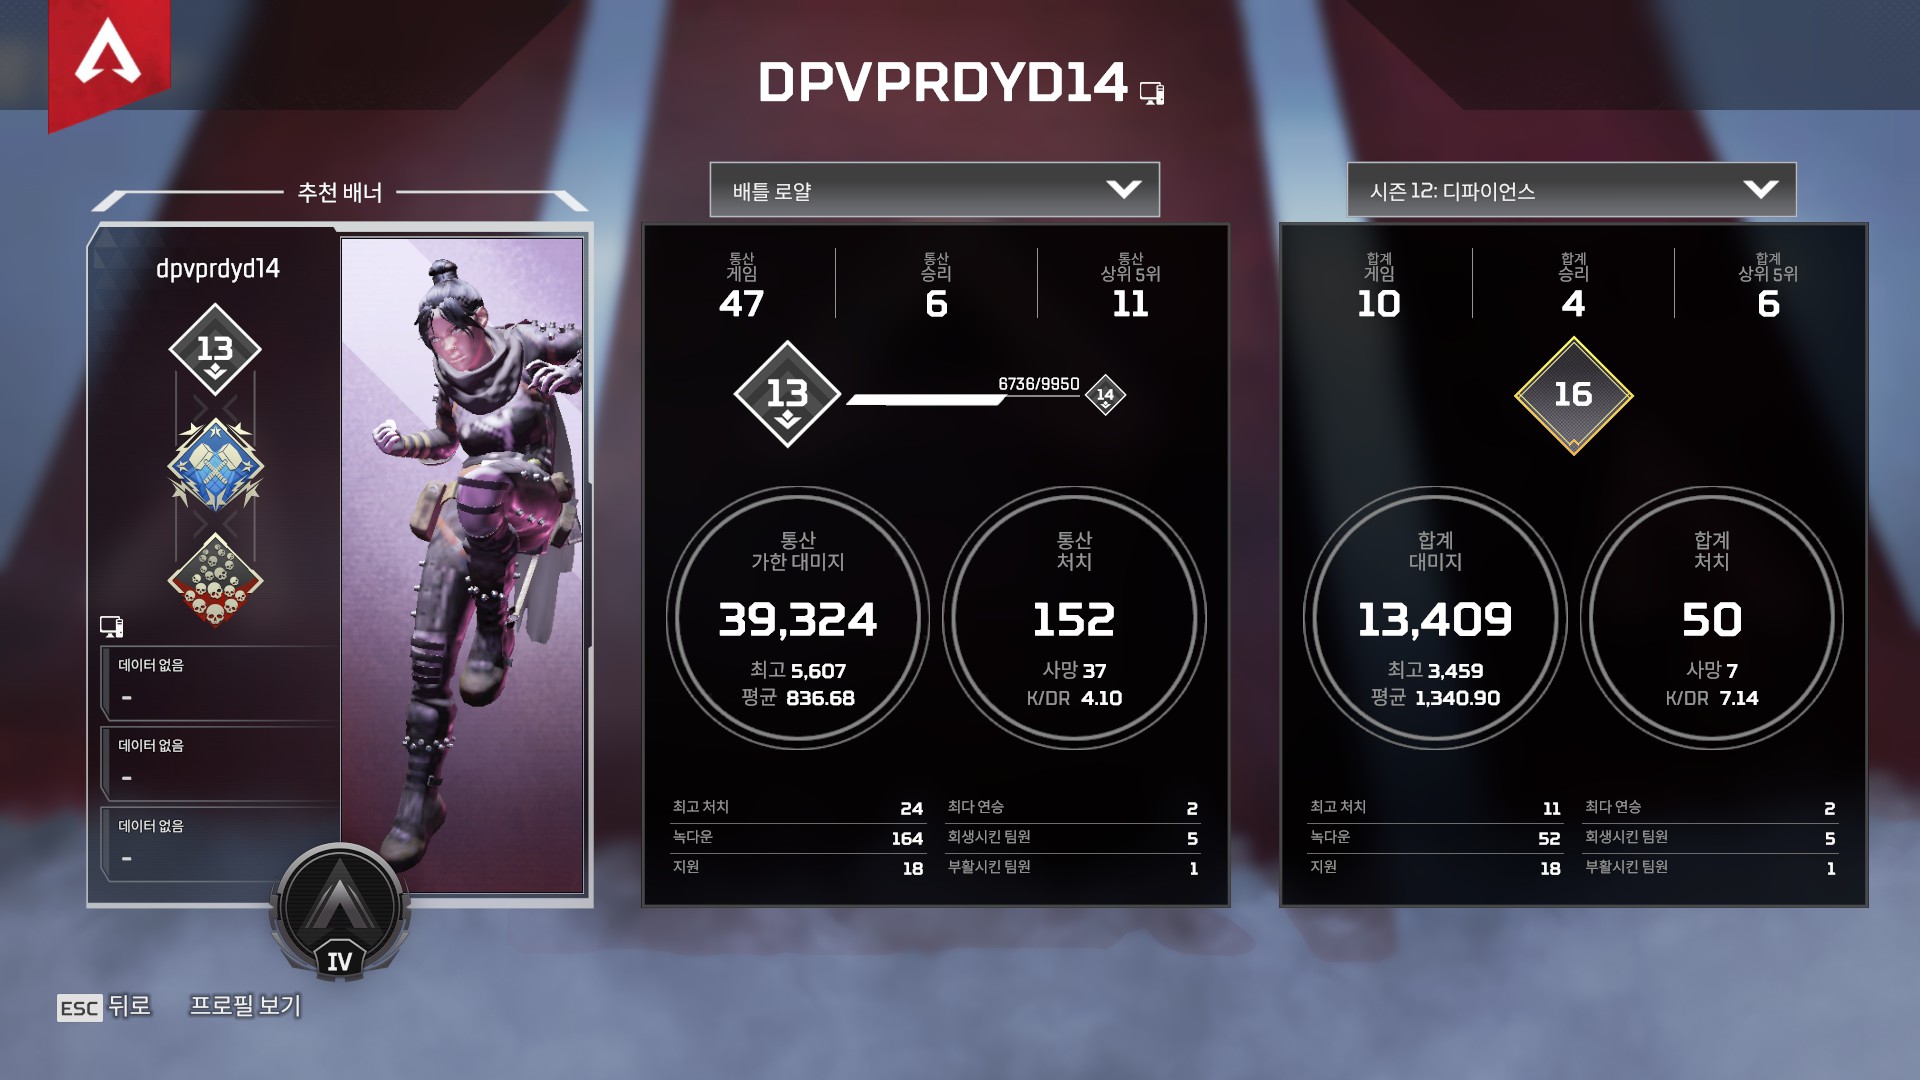 DPVPRDYD14
추천 배너
dpvprdyd14
13
데이터 없음
-
데이터 없음
-
데이터 없음
-
IV
배틀 로얄
통산
게임
47
통산
승리
6
통산
상위 5위
11
13
6736/9950
14
통산
가한 대미지
39,324
최고 5,607
평균 836.68
통산
처치
152
사망 37
K/DR 4.10
최고 처치 24
녹다운 164
지원 18
최다 연승 2
회생시킨 팀원 5
부활시킨 팀원 1
시즌 12: 디파이언스
합계
게임
10
합계
승리
4
합계
상위 5위
6
16
합계
대미지
13,409
최고 3,459
평균 1,340.90
합계
처치
50
사망 7
K/DR 7.14
최고 처치 11
녹다운 52
지원 18
최다 연승 2
회생시킨 팀원 5
부활시킨 팀원 1
ESC 뒤로
프로필 보기